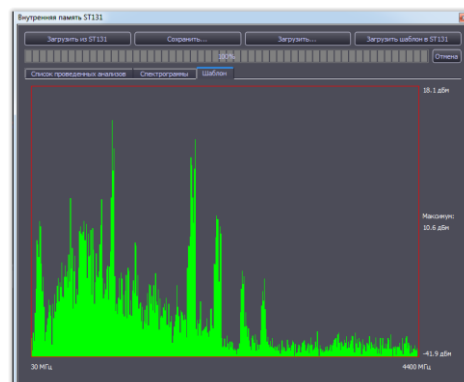 Внутренняя память ST131
Загрузить из ST131 Сохранить... Загрузить... Загрузить шаблон в ST131
100% Отмена
Список проведенных анализов Спектрограммы Шаблон
18.1 дБм
Максимум:
10.6 дБм
-41.9 дБм
30 МГц 4400 МГц